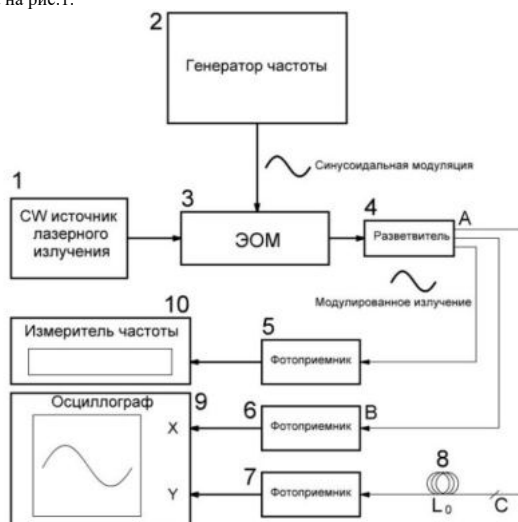 на рис.1.
2
Генератор частоты
Синусоидальная модуляция
1
CW источник
лазерного
излучения
3
ЭОМ
4
Разветвитель
A
Модулированное излучение
10
Измеритель частоты
5
Фотоприемник
Осциллограф
9
X
Y
6
Фотоприемник
B
7
Фотоприемник
8
L₀
C